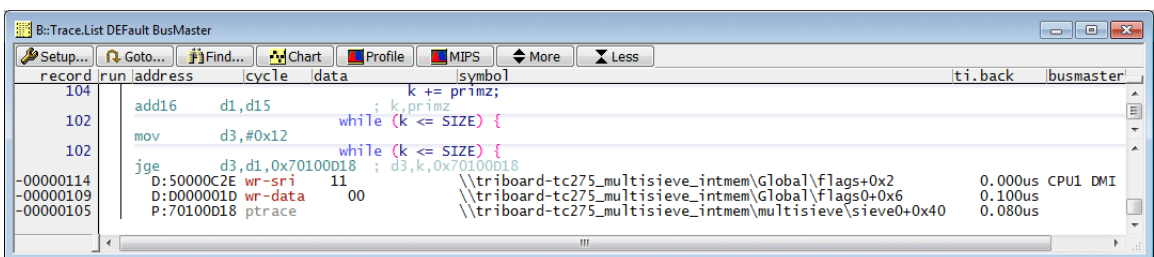 B::Trace.List DEFault BusMaster
Setup... Goto... Find... Chart Profile MIPS More Less
record run address cycle data symbol ti.back busmaster
104 k += primz;
add16 d1,d15 ; k,primz
102 while (k <= SIZE) {
mov d3,#0x12
102 while (k <= SIZE) {
jge d3,d1,0x70100D18 ; d3,k,0x70100D18
-00000114 D:50000C2E wr-sri 11 \\triboard-tc275_multisieve_intmem\Global\flags+0x2 0.000us CPU1 DMI
-00000109 D:D000001D wr-data 00 \\triboard-tc275_multisieve_intmem\Global\flags0+0x6 0.100us
-00000105 P:70100D18 ptrace \\triboard-tc275_multisieve_intmem\multisieve\sieve0+0x40 0.080us